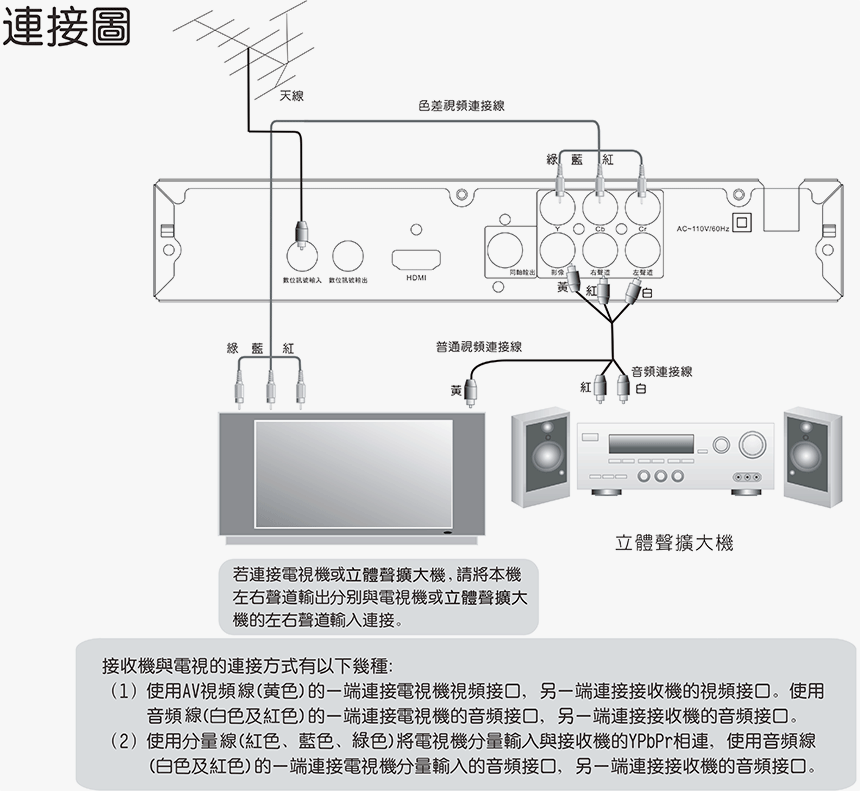 連接圖
天線
色差視頻連接線
綠 藍 紅
Y Cb Cr
AC~110V/60Hz
數位訊號輸入 數位訊號輸出 HDMI 同軸輸出 影像 右聲道 左聲道
黃 紅 白
綠 藍 紅
普通視頻連接線
音頻連接線
黃 紅 白
立體聲擴大機
若連接電視機或立體聲擴大機,請將本機
左右聲道輸出分別與電視機或立體聲擴大
機的左右聲道輸入連接。
接收機與電視的連接方式有以下幾種:
(1) 使用AV視頻線(黃色)的一端連接電視機視頻接口,另一端連接接收機的視頻接口。使用
音頻線(白色及紅色)的一端連接電視機的音頻接口,另一端連接接收機的音頻接口。
(2) 使用分量線(紅色、藍色、綠色)將電視機分量輸入與接收機的YPbPr相連,使用音頻線
(白色及紅色)的一端連接電視機分量輸入的音頻接口,另一端連接接收機的音頻接口。